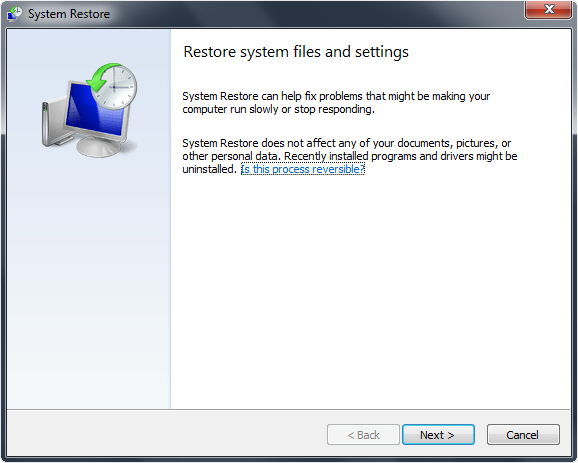 System Restore
Restore system files and settings
System Restore can help fix problems that might be making your
computer run slowly or stop responding.
System Restore does not affect any of your documents, pictures, or
other personal data. Recently installed programs and drivers might be
uninstalled. Is this process reversible?
< Back
Next >
Cancel